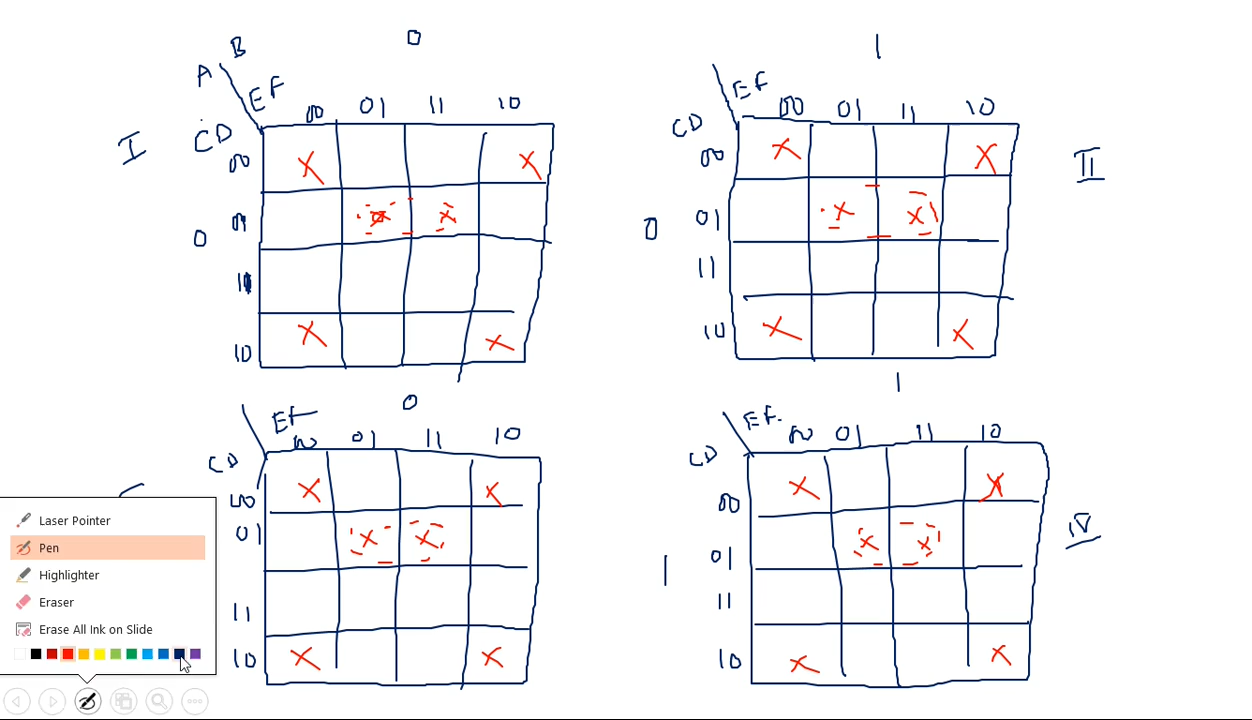 B 0
A EF
00 01 11 10
I CD
00 X X
0 01 X X
11
10 X X
1
EF
00 01 11 10
CD
00 X X II
0 01 X X
11
10 X X
0
EF
00 01 11 10
CD
00 X X
01 X X
11
10 X X
1
EF
00 01 11 10
CD
00 X X
IV
1 01 X X
11
10 X X
Laser Pointer
Pen
Highlighter
Eraser
Erase All Ink on Slide